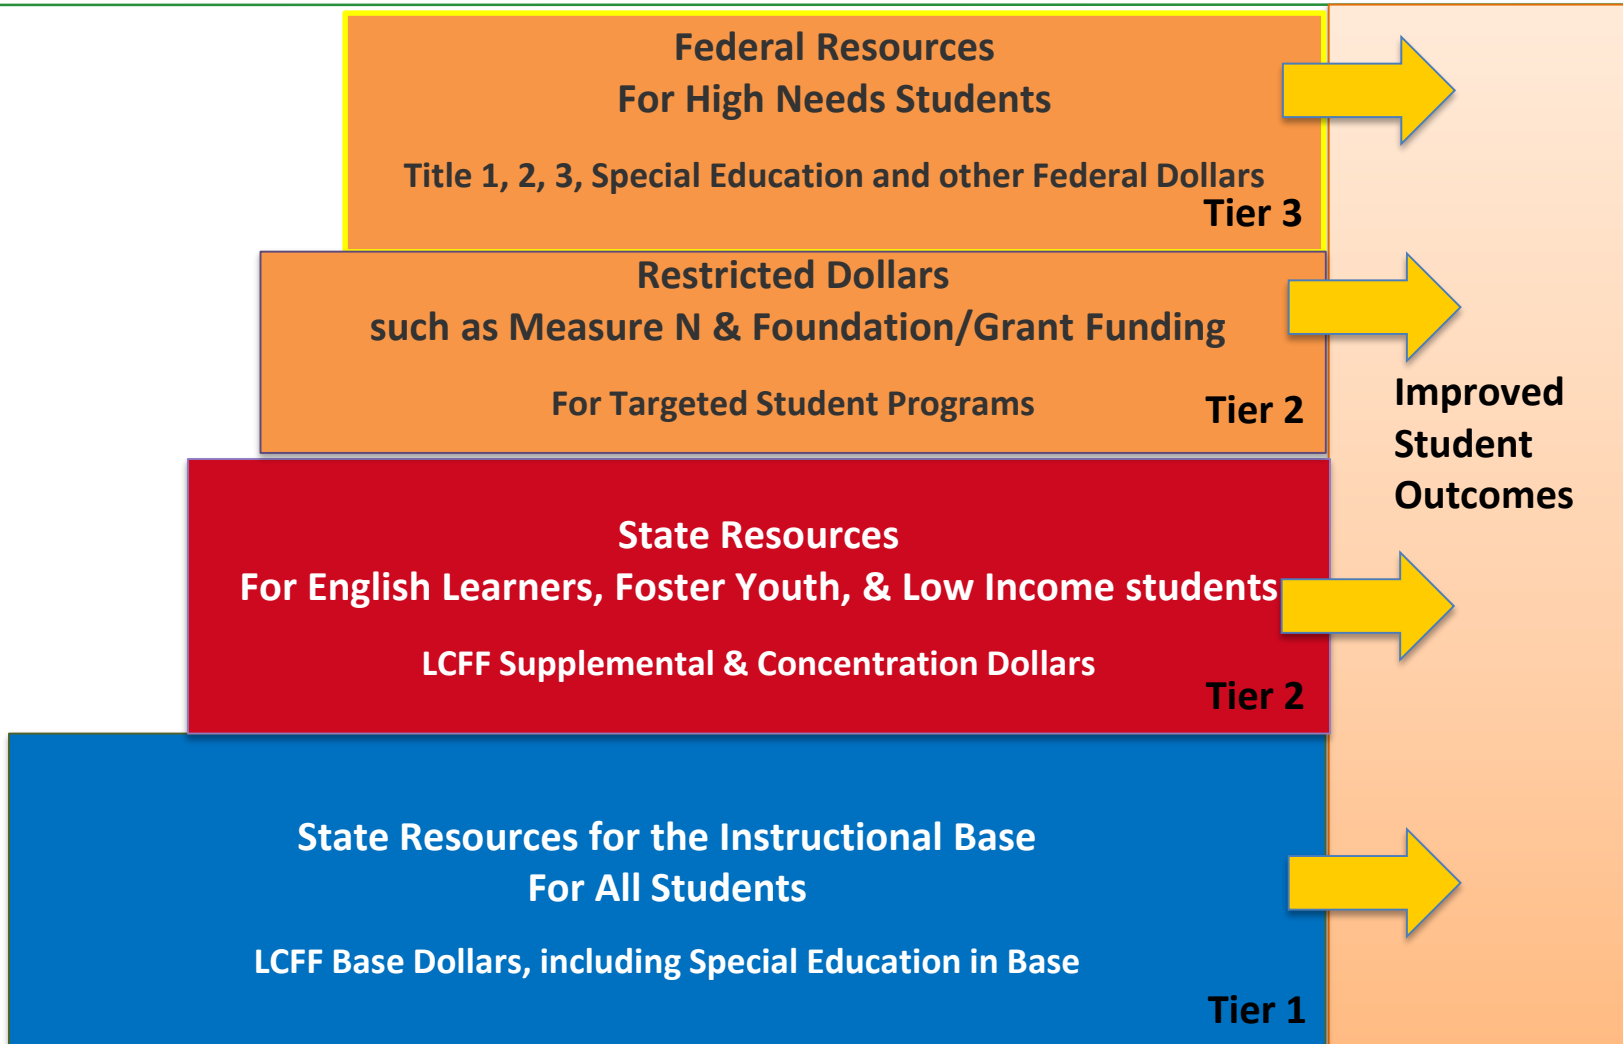 Federal Resources
For High Needs Students
Title 1, 2, 3, Special Education and other Federal Dollars
Tier 3
Restricted Dollars
such as Measure N & Foundation/Grant Funding
For Targeted Student Programs
Tier 2
Improved
Student
Outcomes
State Resources
For English Learners, Foster Youth, & Low Income students
LCFF Supplemental & Concentration Dollars
Tier 2
State Resources for the Instructional Base
For All Students
LCFF Base Dollars, including Special Education in Base
Tier 1